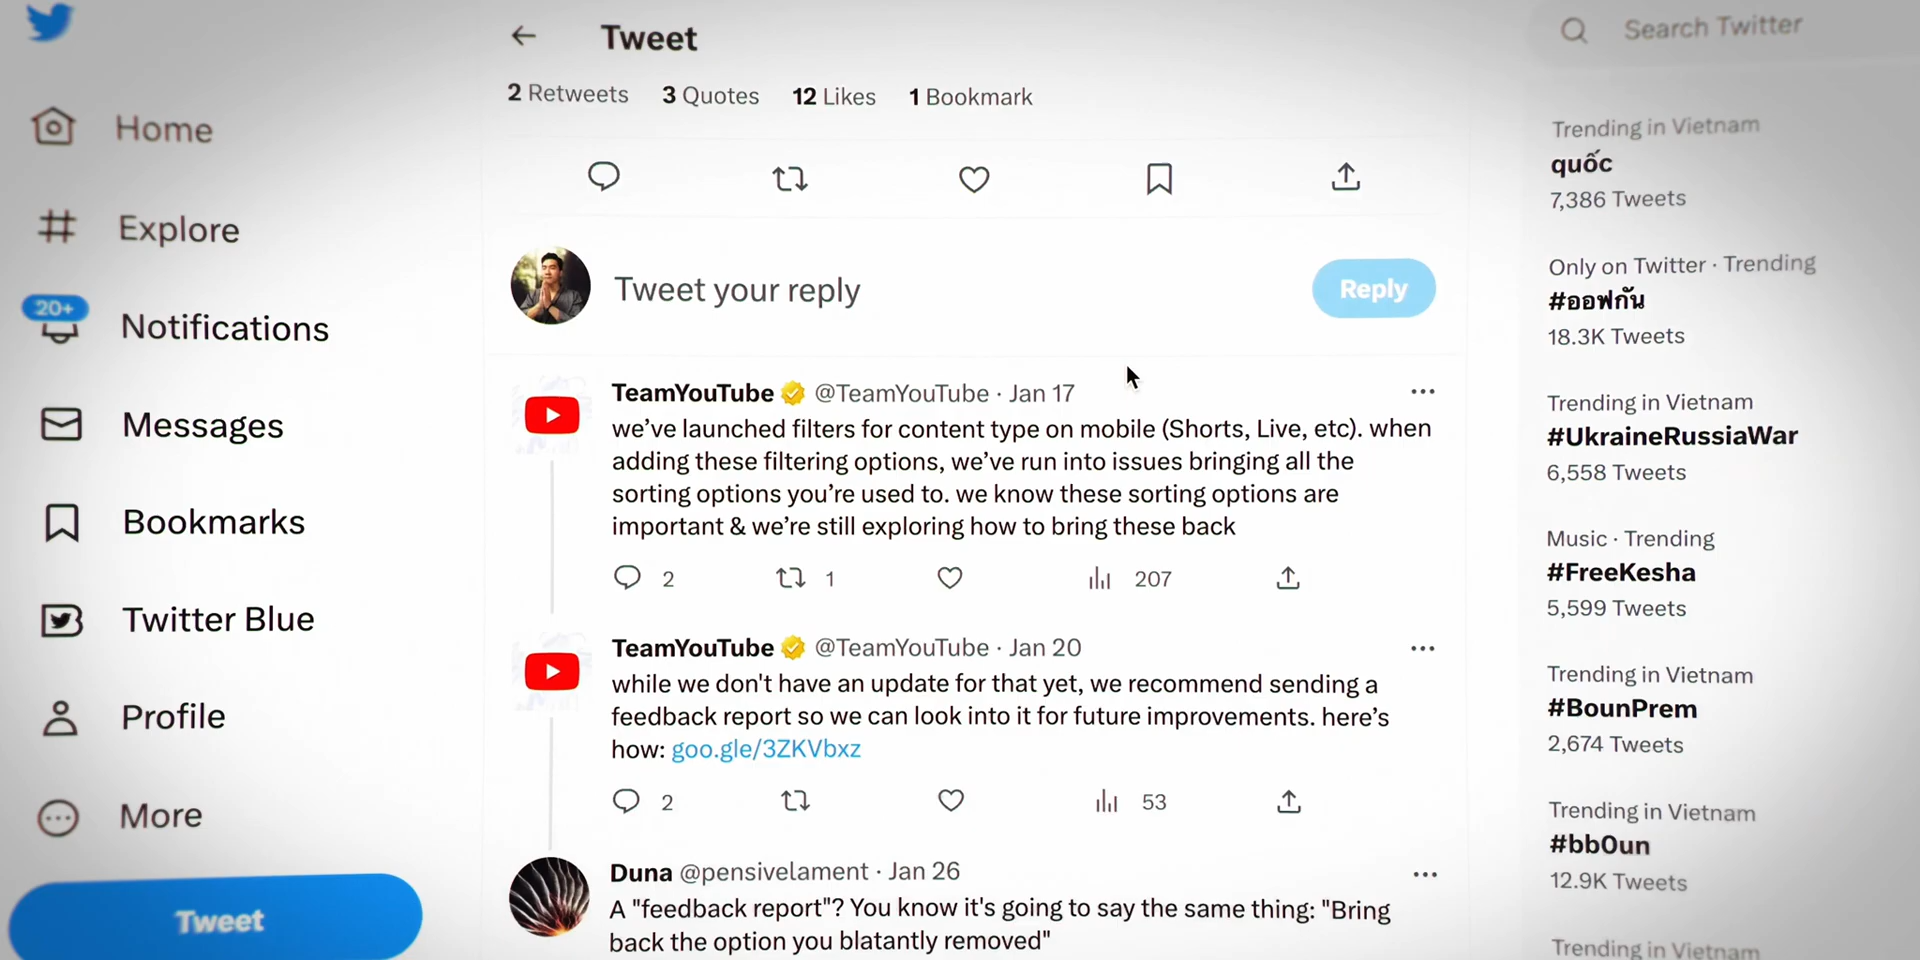 Tweet
Search Twitter
2 Retweets 3 Quotes 12 Likes 1 Bookmark
Home
Explore
20+
Notifications
Messages
Bookmarks
Twitter Blue
Profile
More
Tweet
Tweet your reply
Reply
TeamYouTube @TeamYouTube · Jan 17
we've launched filters for content type on mobile (Shorts, Live, etc). when
adding these filtering options, we've run into issues bringing all the
sorting options you're used to. we know these sorting options are
important & we're still exploring how to bring these back
2 1 207
TeamYouTube @TeamYouTube · Jan 20
while we don't have an update for that yet, we recommend sending a
feedback report so we can look into it for future improvements. here's
how: goo.gle/3ZKVbxz
2 53
Duna @pensivelament · Jan 26
A "feedback report"? You know it's going to say the same thing: "Bring
back the option you blatantly removed"
Trending in Vietnam
quốc
7,386 Tweets
Only on Twitter · Trending
#ออฟกัน
18.3K Tweets
Trending in Vietnam
#UkraineRussiaWar
6,558 Tweets
Music · Trending
#FreeKesha
5,599 Tweets
Trending in Vietnam
#BounPrem
2,674 Tweets
Trending in Vietnam
#bb0un
12.9K Tweets
Trending in Vietnam